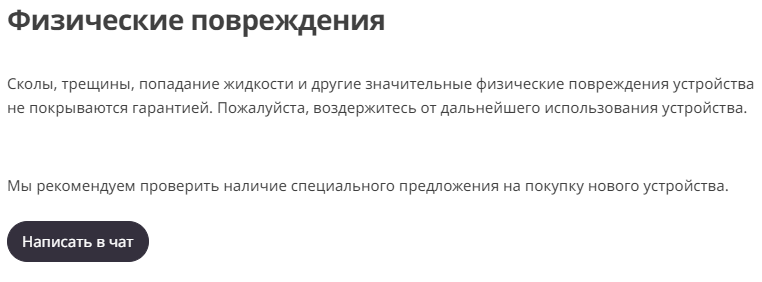 Физические повреждения
Сколы, трещины, попадание жидкости и другие значительные физические повреждения устройства
не покрываются гарантией. Пожалуйста, воздержитесь от дальнейшего использования устройства.
Мы рекомендуем проверить наличие специального предложения на покупку нового устройства.
Написать в чат